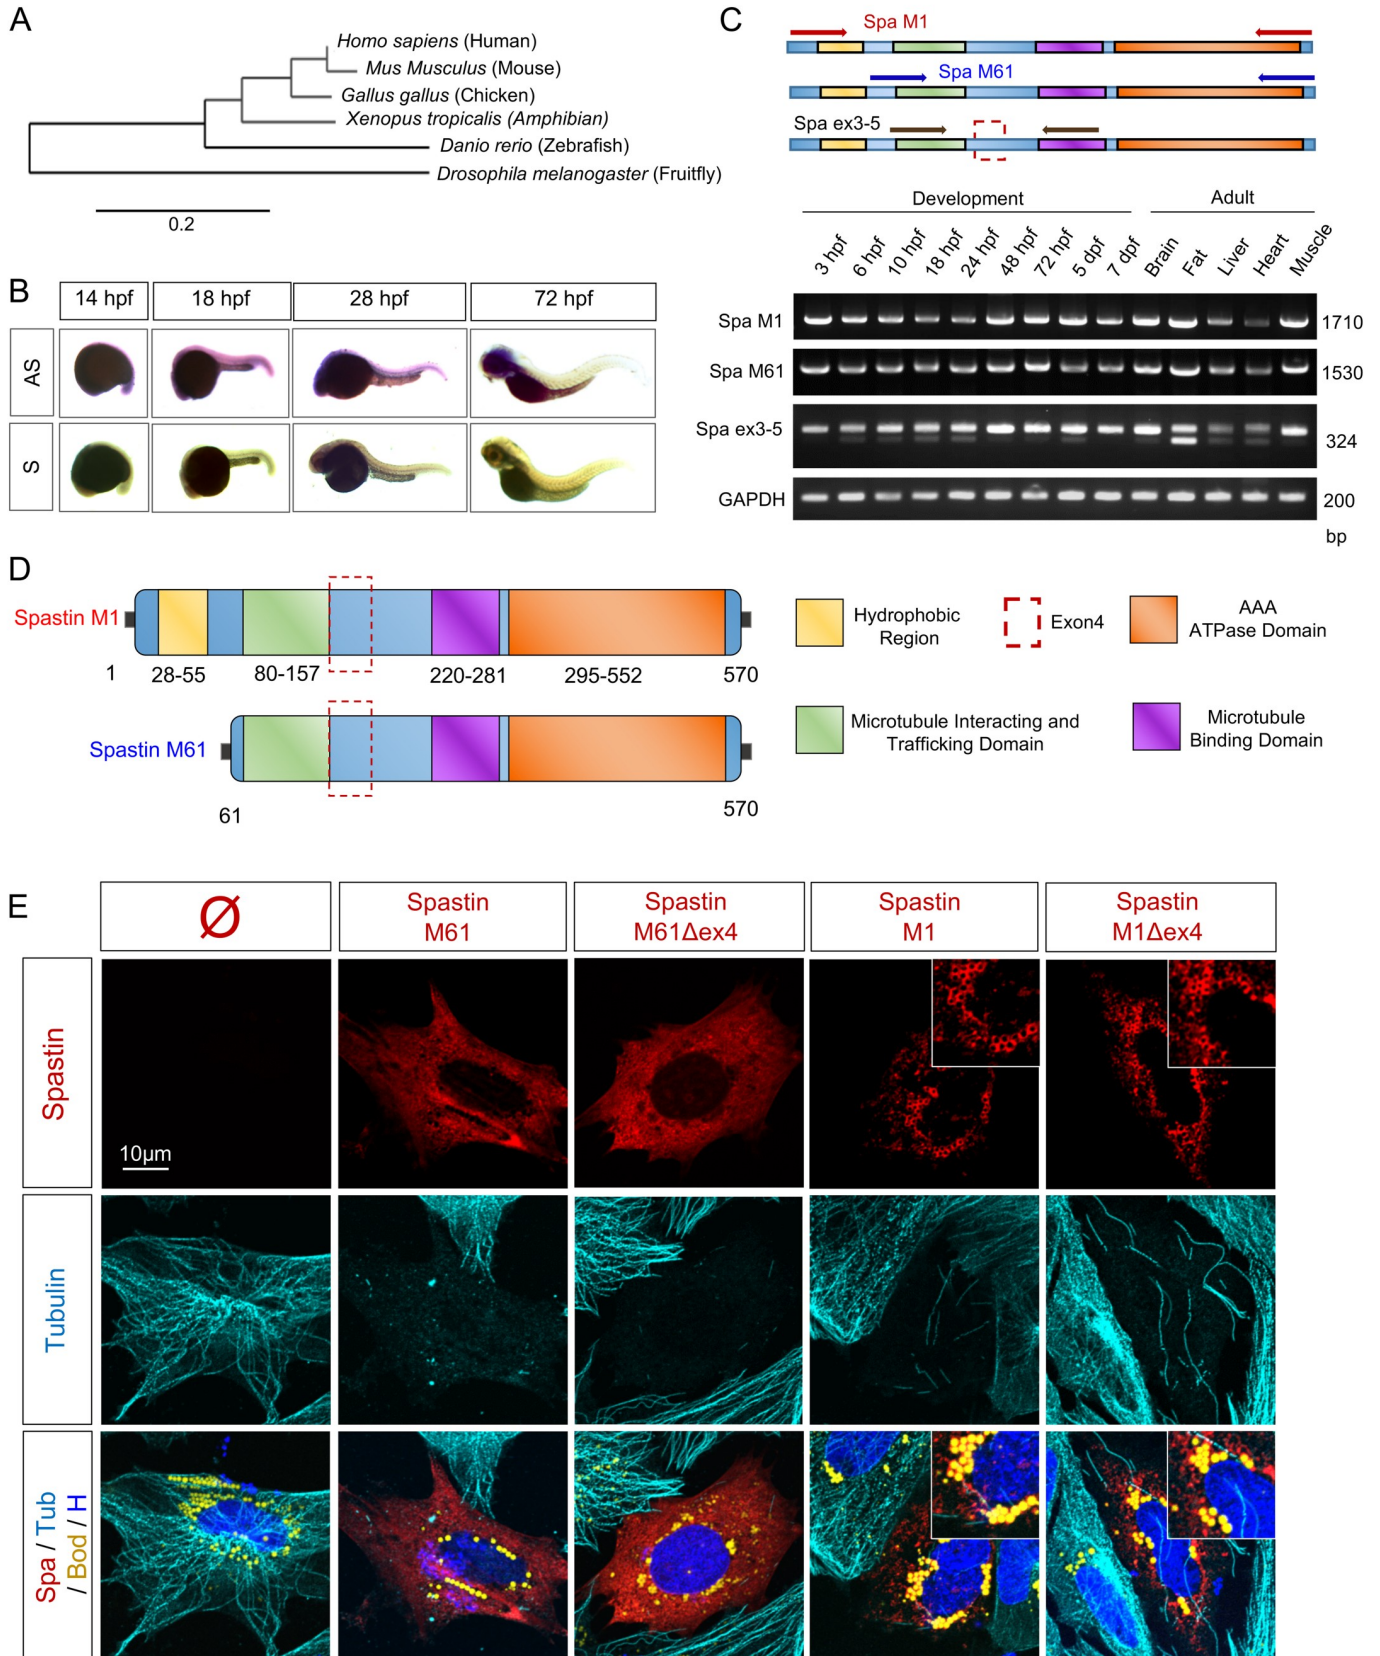 A
Homo sapiens (Human)
Mus Musculus (Mouse)
Gallus gallus (Chicken)
Xenopus tropicalis (Amphibian)
Danio rerio (Zebrafish)
Drosophila melanogaster (Fruitfly)
0.2
B
14 hpf
18 hpf
28 hpf
72 hpf
AS
S
C
Spa M1
Spa M61
Spa ex3-5
Development
Adult
3 hpf
6 hpf
10 hpf
18 hpf
24 hpf
48 hpf
72 hpf
5 dpf
7 dpf
Brain
Fat
Liver
Heart
Muscle
Spa M1
1710
Spa M61
1530
Spa ex3-5
324
GAPDH
200
bp
D
Spastin M1
1
28-55
80-157
220-281
295-552
570
Spastin M61
61
570
Hydrophobic
Region
Exon4
AAA
ATPase Domain
Microtubule Interacting and
Trafficking Domain
Microtubule
Binding Domain
E
Ø
Spastin
M61
Spastin
M61Δex4
Spastin
M1
Spastin
M1Δex4
Spastin
10µm
Tubulin
Spa / Tub
/ Bod / H